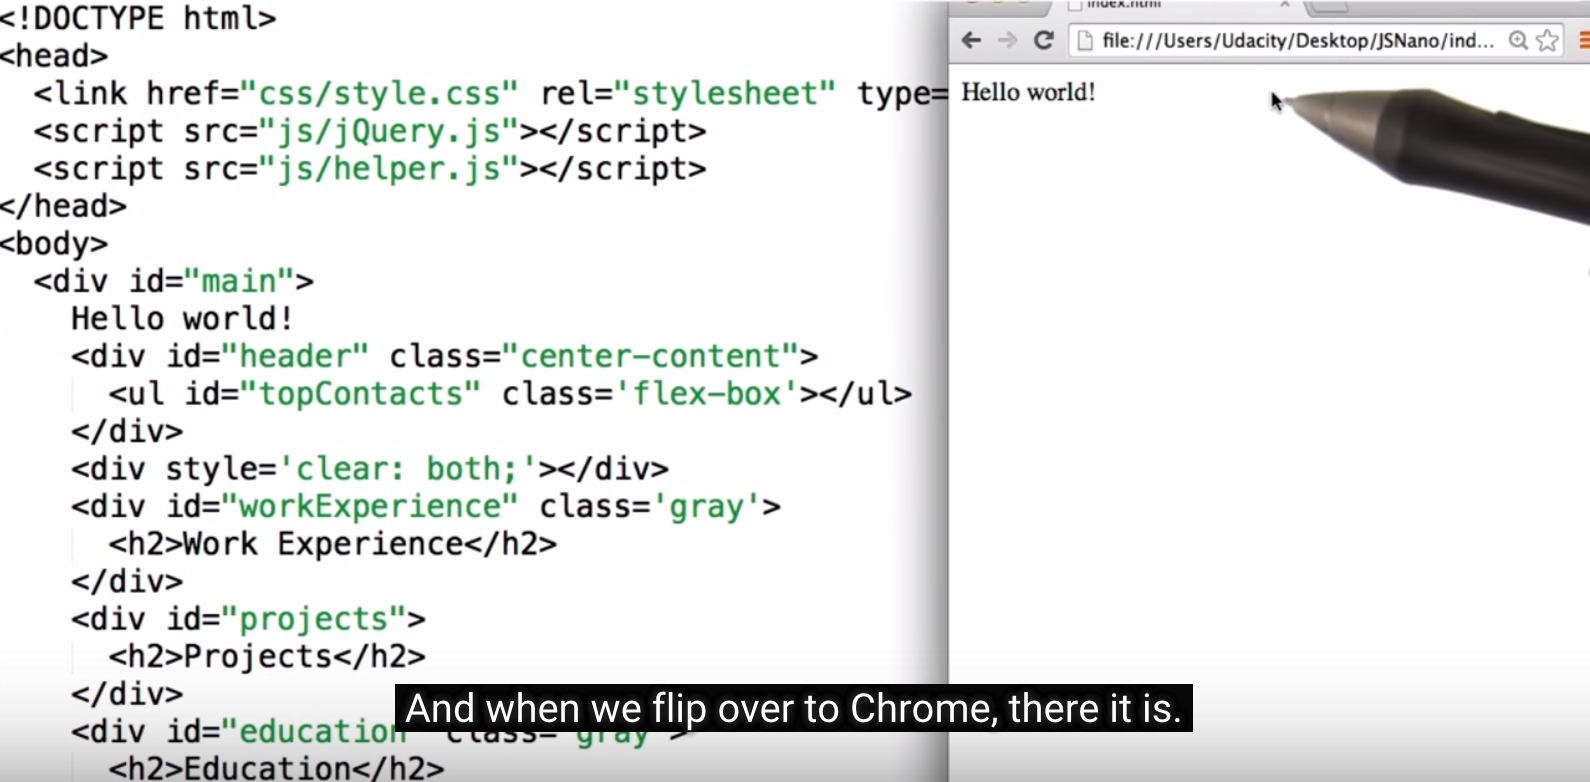 <!DOCTYPE html>
<head>
<link href="css/style.css" rel="stylesheet" type=
<script src="js/jQuery.js"></script>
<script src="js/helper.js"></script>
</head>
<body>
<div id="main">
Hello world!
<div id="header" class="center-content">
<ul id="topContacts" class='flex-box'></ul>
</div>
<div style='clear: both;'></div>
<div id="workExperience" class='gray'>
<h2>Work Experience</h2>
</div>
<div id="projects">
<h2>Projects</h2>
</div>
<div id="education" class='gray'>
<h2>Education</h2>
index.html
file:///Users/Udacity/Desktop/JSNano/ind...
Hello world!
And when we flip over to Chrome, there it is.